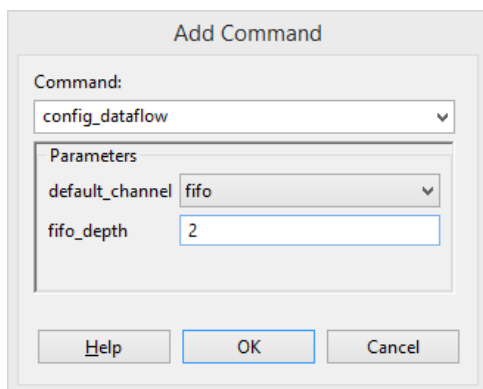 Add Command
Command:
config_dataflow
Parameters
default_channel fifo
fifo_depth 2
Help OK Cancel